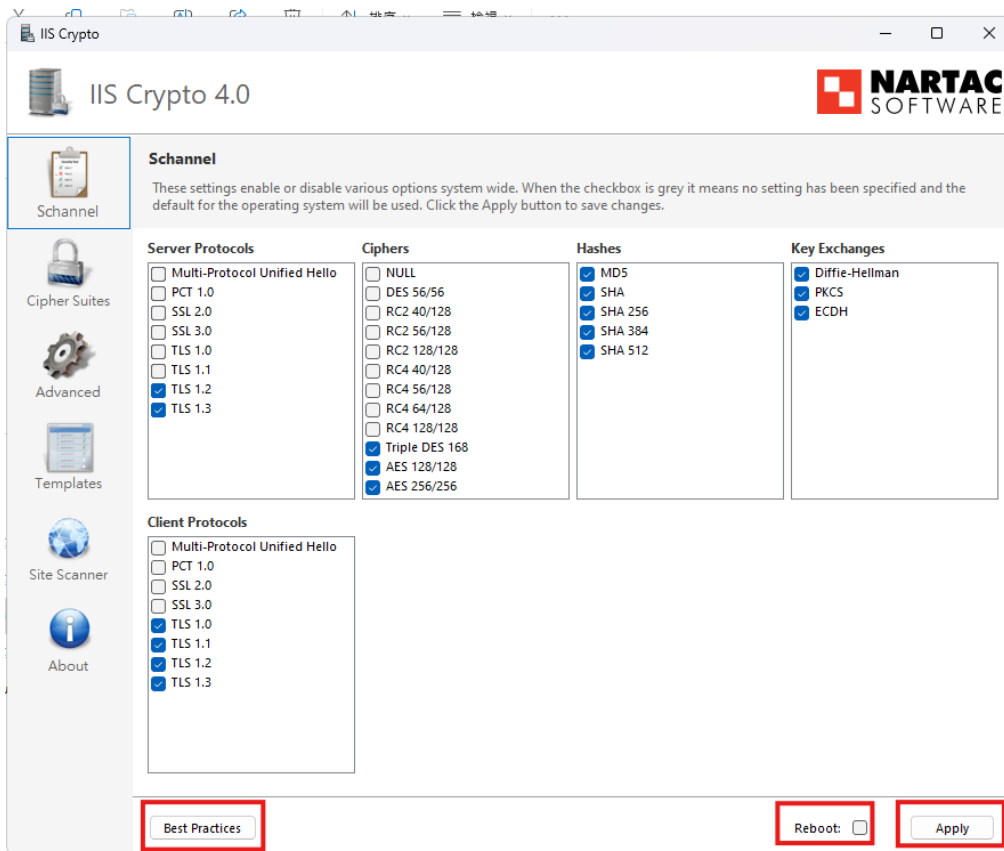 排序
檢視
IIS Crypto
IIS Crypto 4.0
NARTAC
SOFTWARE
Schannel
Cipher Suites
Advanced
Templates
Site Scanner
About
Schannel
These settings enable or disable various options system wide. When the checkbox is grey it means no setting has been specified and the
default for the operating system will be used. Click the Apply button to save changes.
Server Protocols
Multi-Protocol Unified Hello
PCT 1.0
SSL 2.0
SSL 3.0
TLS 1.0
TLS 1.1
TLS 1.2
TLS 1.3
Ciphers
NULL
DES 56/56
RC2 40/128
RC2 56/128
RC2 128/128
RC4 40/128
RC4 56/128
RC4 64/128
RC4 128/128
Triple DES 168
AES 128/128
AES 256/256
Hashes
MD5
SHA
SHA 256
SHA 384
SHA 512
Key Exchanges
Diffie-Hellman
PKCS
ECDH
Client Protocols
Multi-Protocol Unified Hello
PCT 1.0
SSL 2.0
SSL 3.0
TLS 1.0
TLS 1.1
TLS 1.2
TLS 1.3
Best Practices
Reboot:
Apply